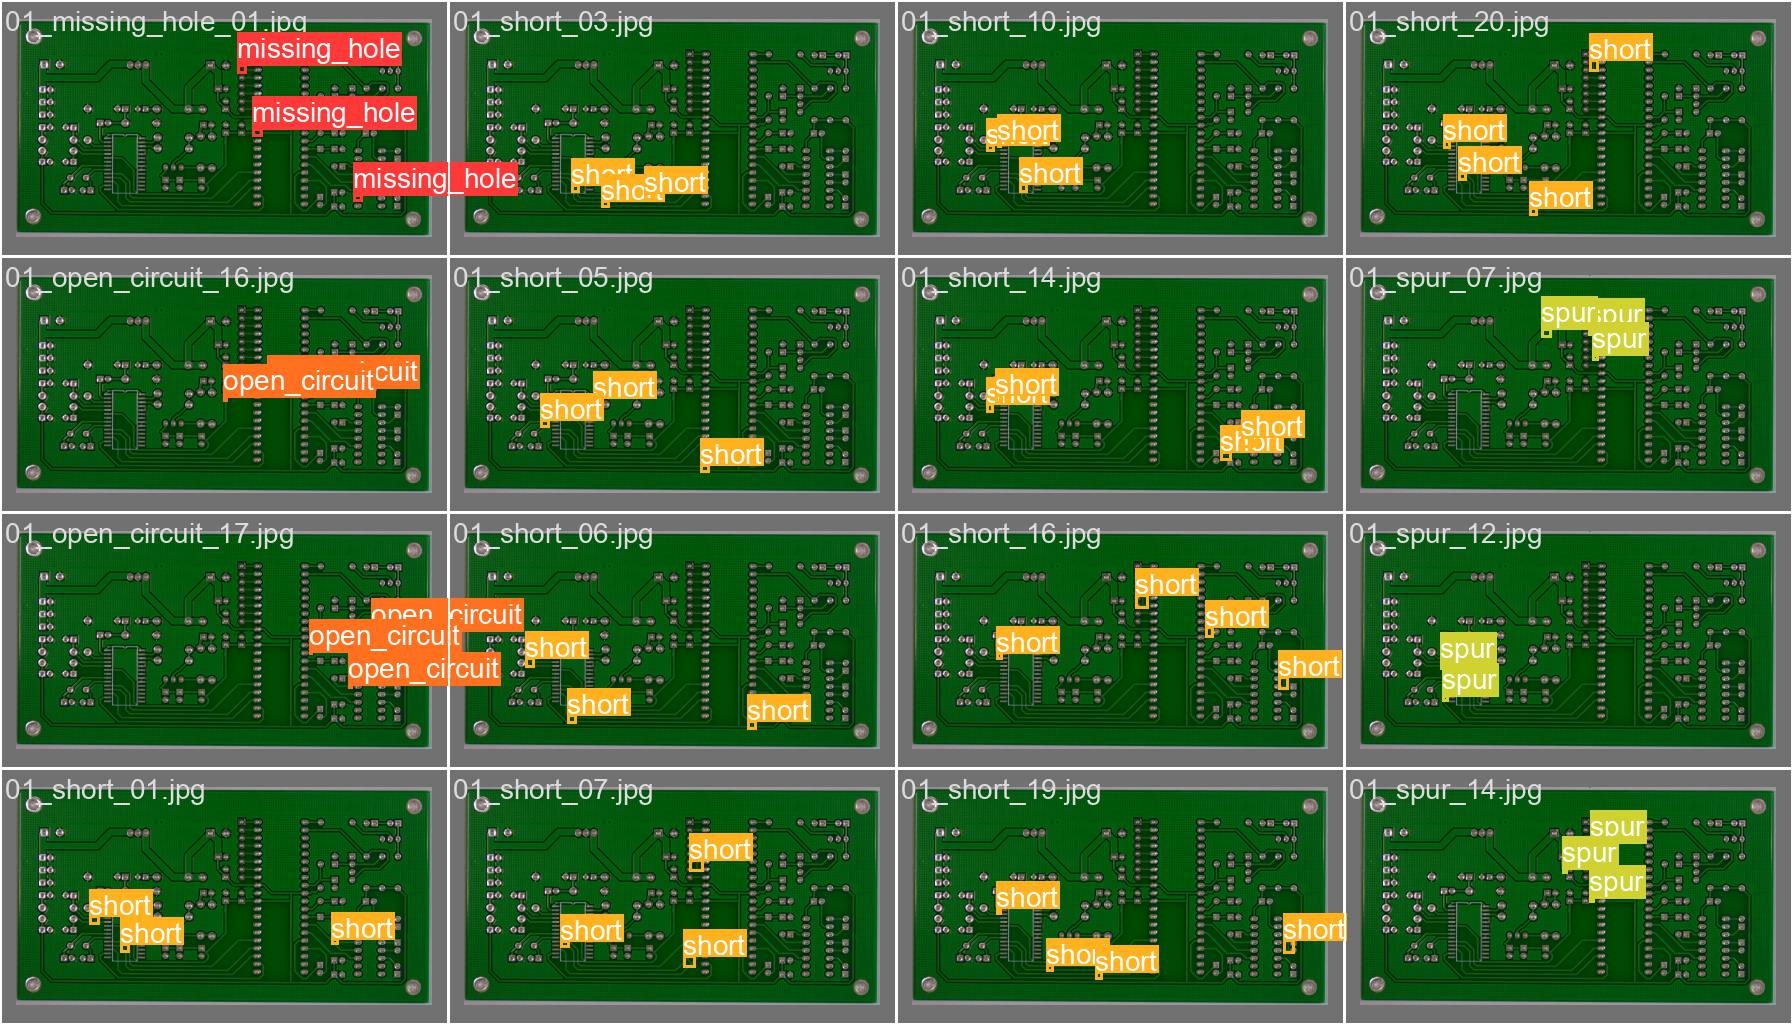 01_missing_hole_01.jpg
missing_hole
missing_hole
missing_hole
01_short_03.jpg
short
short
short
01_short_10.jpg
short
short
01_short_20.jpg
short
short
short
short
01_open_circuit_16.jpg
cuit
open_circuit
01_short_05.jpg
short
short
short
01_short_14.jpg
short
short
short
short
01_spur_07.jpg
spur
spur
spur
01_open_circuit_17.jpg
open_circuit
open_circuit
open_circuit
01_short_06.jpg
short
short
short
01_short_16.jpg
short
short
short
short
01_spur_12.jpg
spur
spur
01_short_01.jpg
short
short
short
01_short_07.jpg
short
short
short
01_short_19.jpg
short
short
short
short
01_spur_14.jpg
spur
spur
spur